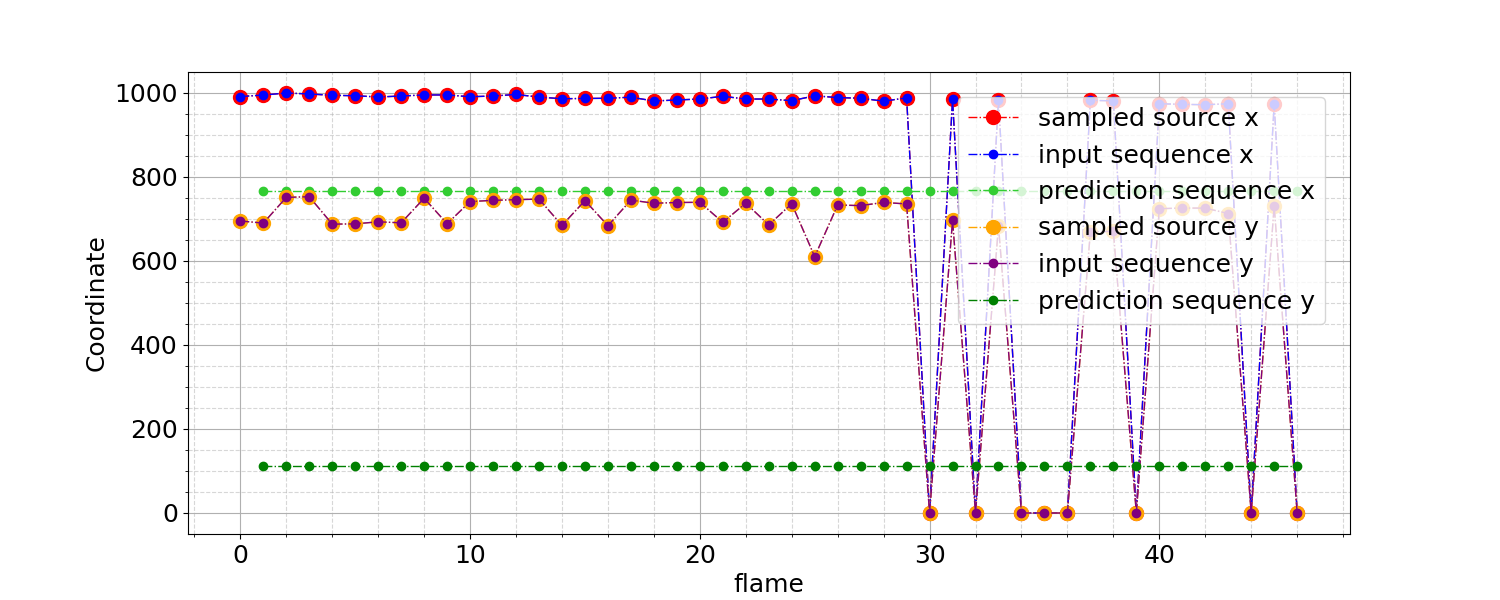 1000
800
600
400
200
0
Coordinate
0 10 20 30 40
flame
sampled source x
input sequence x
prediction sequence x
sampled source y
input sequence y
prediction sequence y